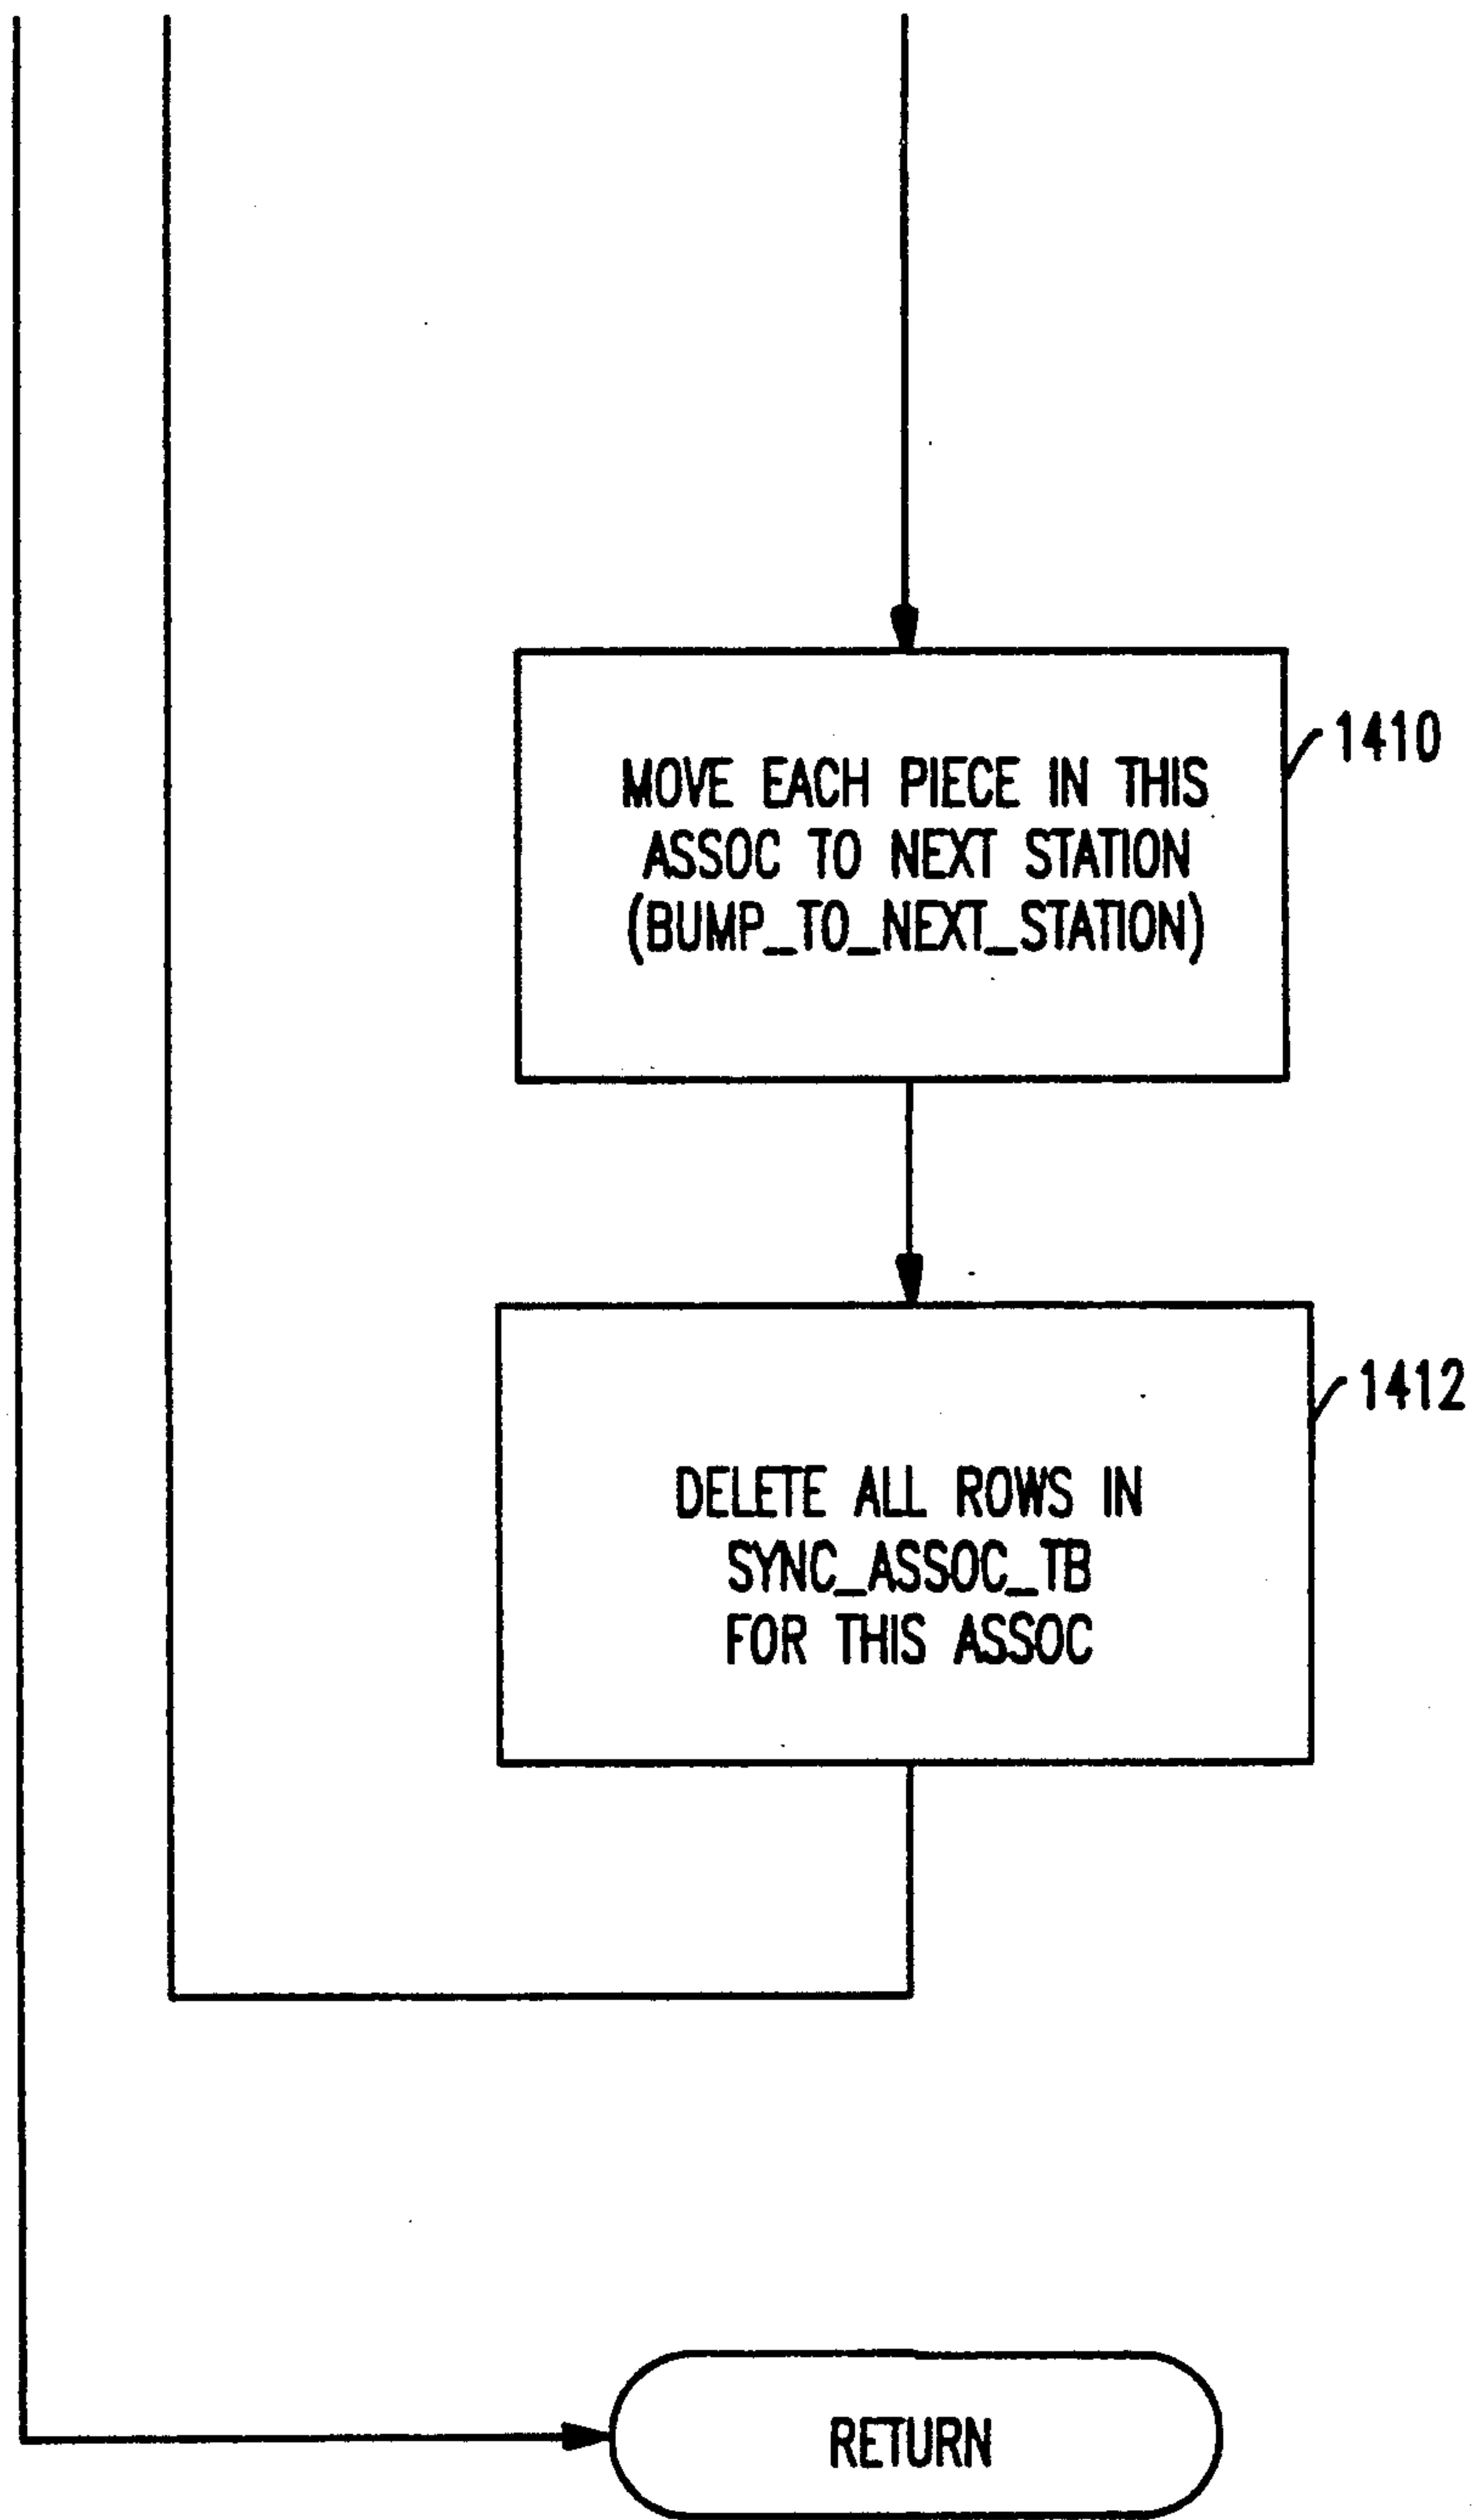 1410
MOVE EACH PIECE IN THIS
ASSOC TO NEXT STATION
(BUMP_TO_NEXT_STATION)
1412
DELETE ALL ROWS IN
SYNC_ASSOC_TB
FOR THIS ASSOC
RETURN